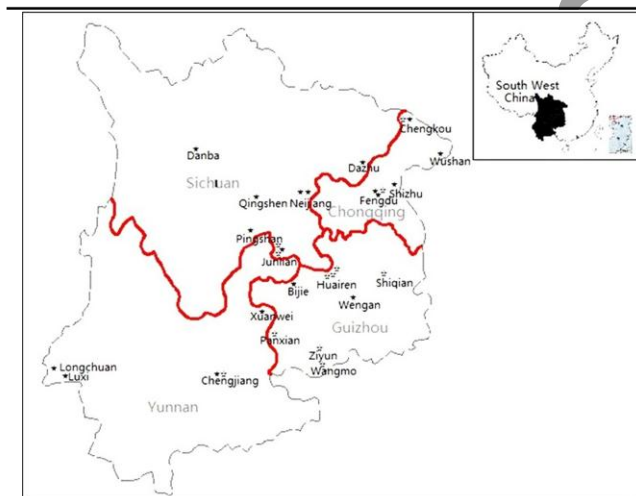 South West
China
Chengkou
Danba
Dazhu
Wushan
Sichuan
Shizhu
Qingshen
Neijiang
Fengdu
Chongqing
Pingshan
Junlian
Huairen
Shiqian
Bijie
Wengan
Xuanwei
Guizhou
Panxian
Ziyun
Longchuan
Wangmo
Luxi
Chengjiang
Yunnan